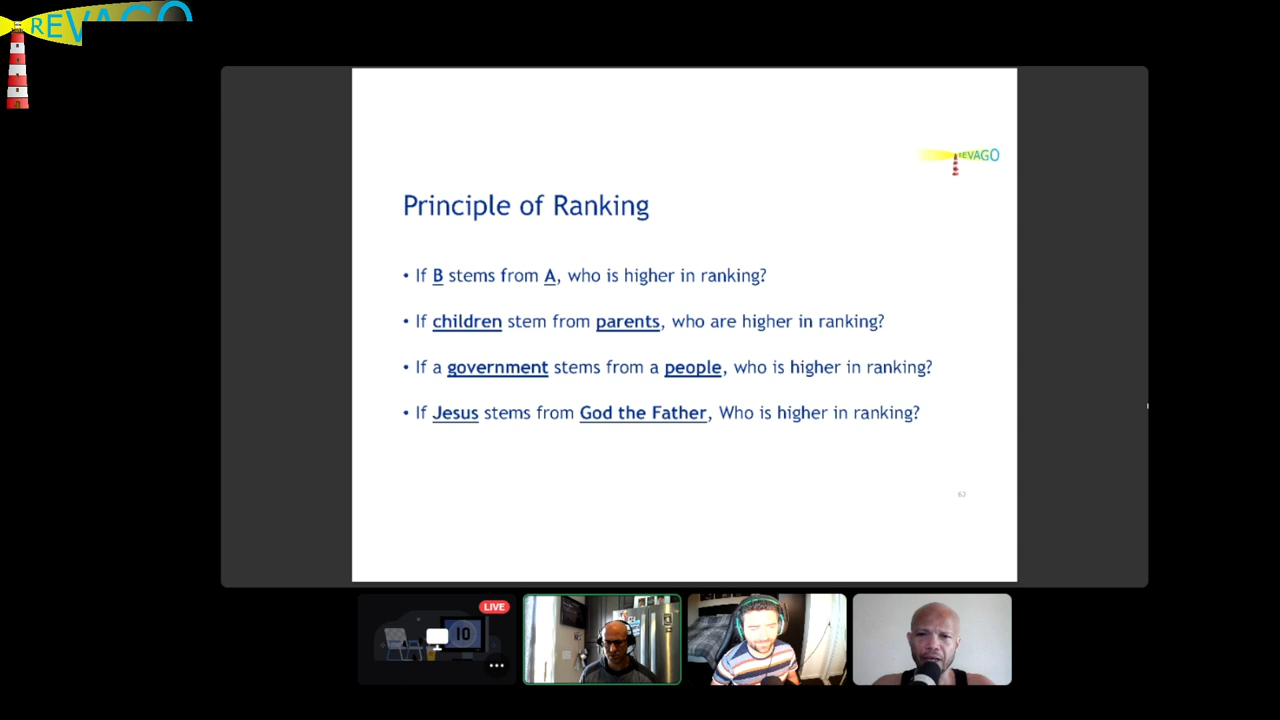 REVAGO
REVAGO
Principle of Ranking
• If B stems from A, who is higher in ranking?
• If children stem from parents, who are higher in ranking?
• If a government stems from a people, who is higher in ranking?
• If Jesus stems from God the Father, Who is higher in ranking?
LIVE
10